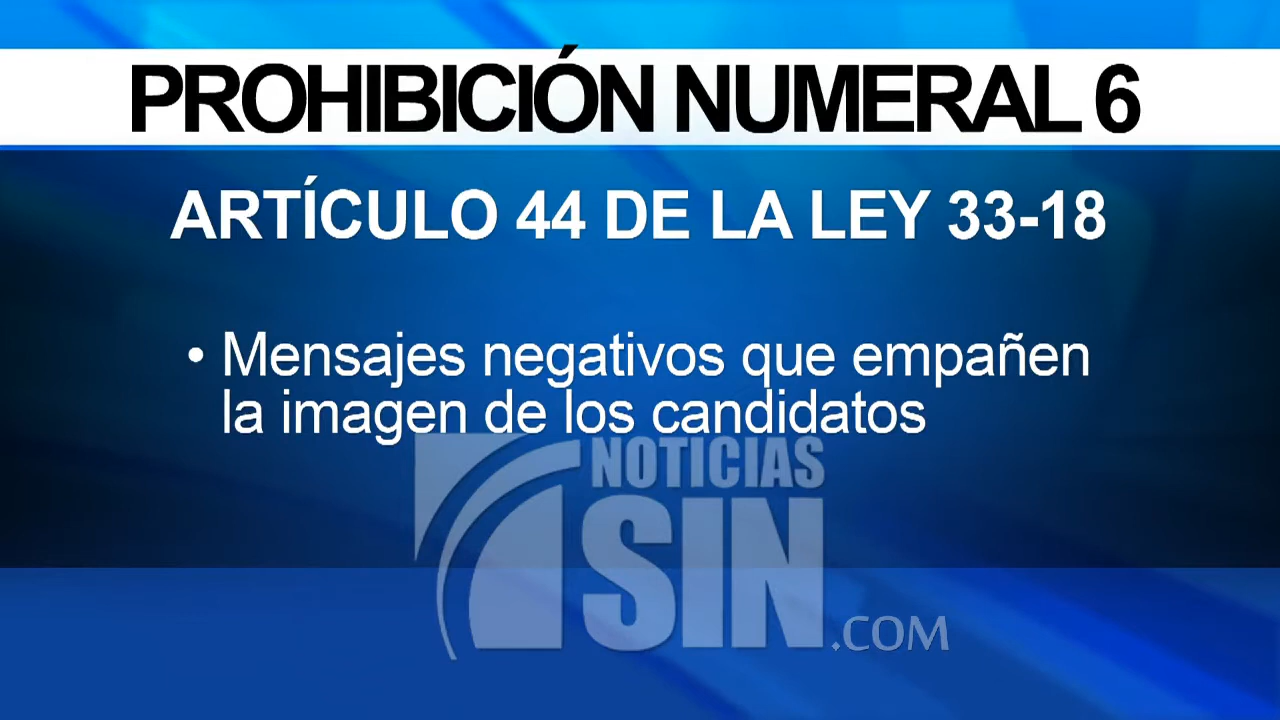 PROHIBICIÓN NUMERAL 6
ARTÍCULO 44 DE LA LEY 33-18
• Mensajes negativos que empañen
la imagen de los candidatos
NOTICIAS
SIN
.COM